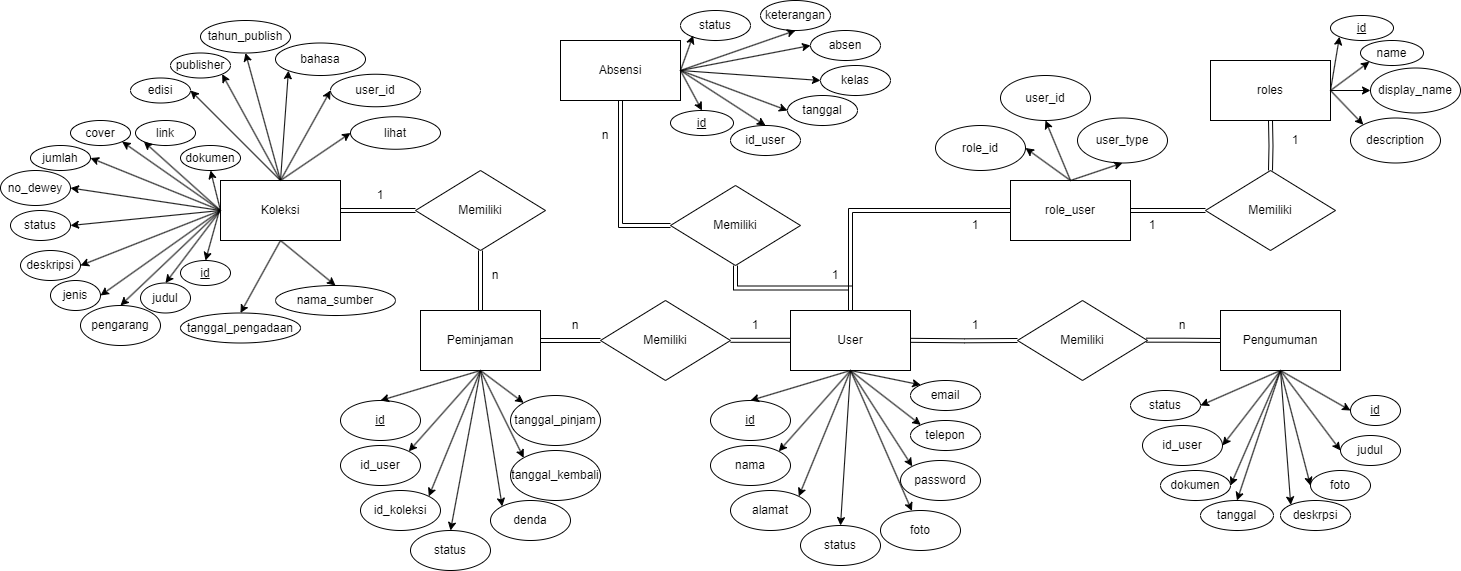 tahun_publish
publisher
bahasa
edisi
user_id
cover
link
lihat
jumlah
dokumen
no_dewey
status
Koleksi
deskripsi
id
jenis
judul
pengarang
tanggal_pengadaan
nama_sumber
1
Memiliki
n
Absensi
status
keterangan
absen
kelas
tanggal
id_user
id
n
Memiliki
1
role_id
user_id
user_type
role_user
1
1
Memiliki
1
roles
id
name
display_name
description
Peminjaman
n
Memiliki
1
User
1
Memiliki
n
Pengumuman
id
id_user
id_koleksi
status
denda
tanggal_kembali
tanggal_pinjam
id
nama
alamat
status
foto
password
telepon
email
status
id_user
dokumen
tanggal
deskrpsi
foto
judul
id